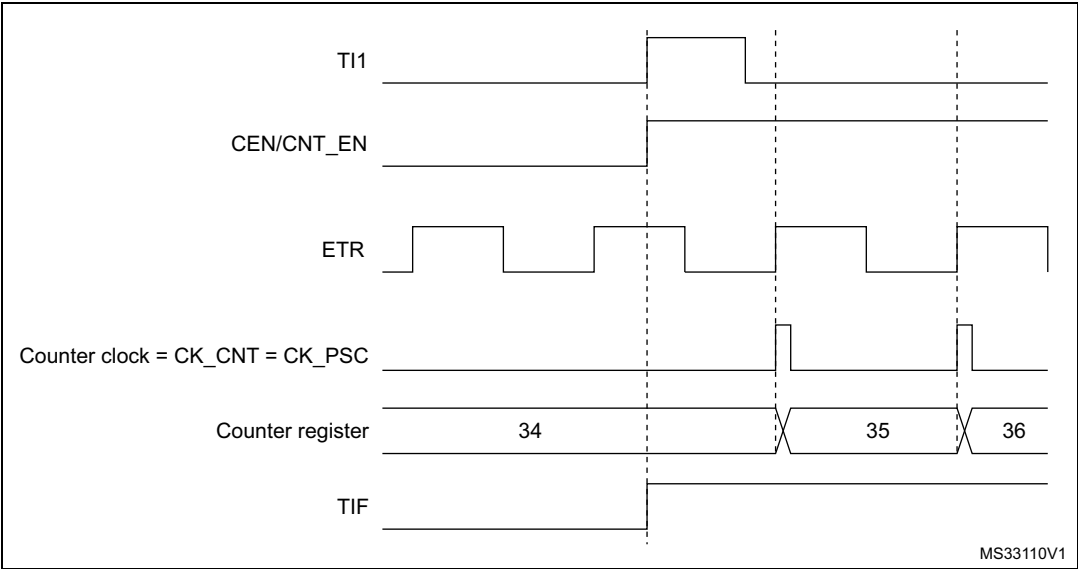 TI1
CEN/CNT_EN
ETR
Counter clock = CK_CNT = CK_PSC
Counter register 34 35 36
TIF
MS33110V1